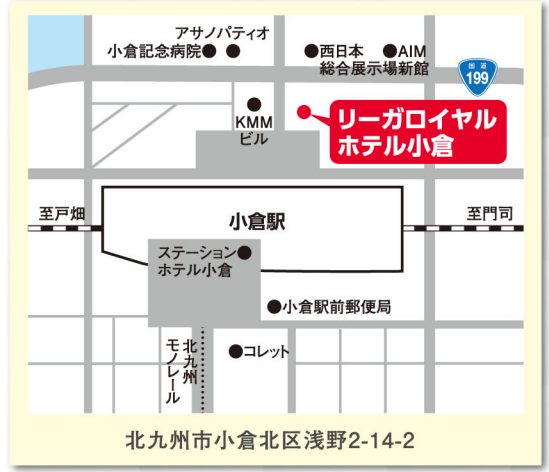 アサノパティオ
小倉記念病院
西日本
総合展示場新館
AIM
国道
199
KMM
ビル
リーガロイヤル
ホテル小倉
至戸畑
小倉駅
至門司
ステーション
ホテル小倉
小倉駅前郵便局
北九州
モノレール
コレット
北九州市小倉北区浅野2-14-2